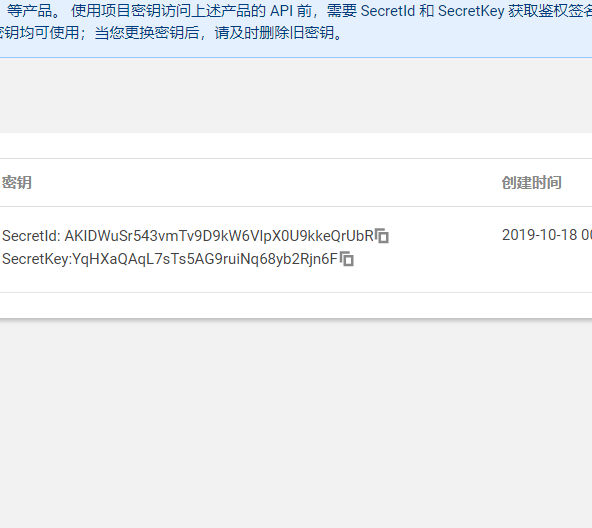 等产品。 使用项目密钥访问上述产品的 API 前，需要 SecretId 和 SecretKey 获取鉴权签名
密钥均可使用；当您更换密钥后，请及时删除旧密钥。
密钥 创建时间
SecretId: AKIDWuSr543vmTv9D9kW6VlpX0U9kkeQrUbR 2019-10-18 00
SecretKey:YqHXaQAqL7sTs5AG9ruiNq68yb2Rjn6F